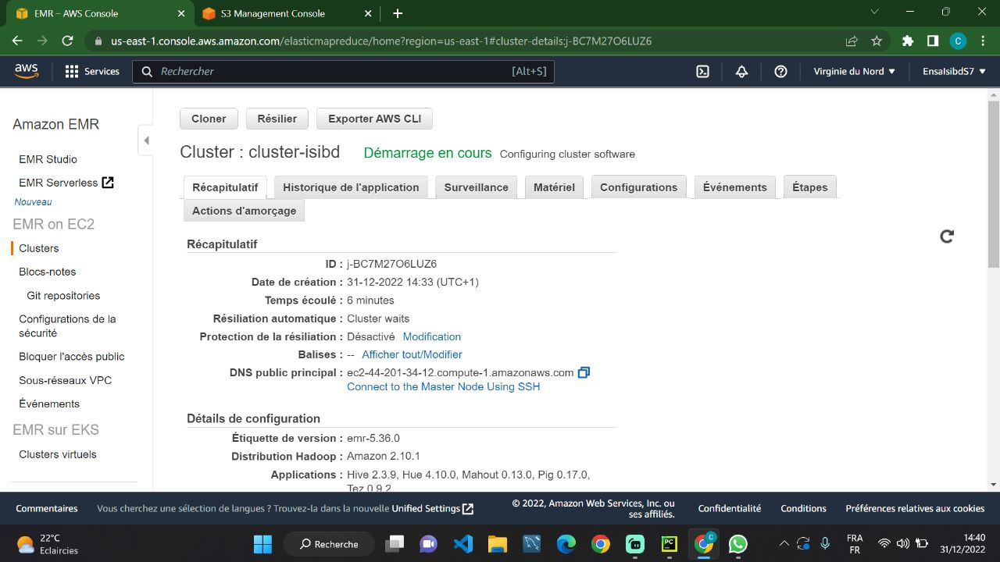 EMR – AWS Console
S3 Management Console
us-east-1.console.aws.amazon.com/elasticmapreduce/home?region=us-east-1#cluster-details:j-BC7M27O6LUZ6
C
aws
Services
Rechercher
[Alt+S]
Virginie du Nord
EnsaIsibdS7
Amazon EMR
EMR Studio
EMR Serverless
Nouveau
EMR on EC2
Clusters
Blocs-notes
Git repositories
Configurations de la
sécurité
Bloquer l'accès public
Sous-réseaux VPC
Événements
EMR sur EKS
Clusters virtuels
Cloner
Résilier
Exporter AWS CLI
Cluster : cluster-isibd Démarrage en cours Configuring cluster software
Récapitulatif
Historique de l'application
Surveillance
Matériel
Configurations
Événements
Étapes
Actions d'amorçage
Récapitulatif
ID : j-BC7M27O6LUZ6
Date de création : 31-12-2022 14:33 (UTC+1)
Temps écoulé : 6 minutes
Résiliation automatique : Cluster waits
Protection de la résiliation : Désactivé Modification
Balises : -- Afficher tout/Modifier
DNS public principal : ec2-44-201-34-12.compute-1.amazonaws.com
Connect to the Master Node Using SSH
Détails de configuration
Étiquette de version : emr-5.36.0
Distribution Hadoop : Amazon 2.10.1
Applications : Hive 2.3.9, Hue 4.10.0, Mahout 0.13.0, Pig 0.17.0,
Tez 0.9.2
Commentaires
Vous cherchez une sélection de langues ? Trouvez-la dans la nouvelle Unified Settings
© 2022, Amazon Web Services, Inc. ou
ses affiliés.
Confidentialité
Conditions
Préférences relatives aux cookies
22°C
Eclaircies
Recherche
PC
C
FRA
FR
14:40
31/12/2022